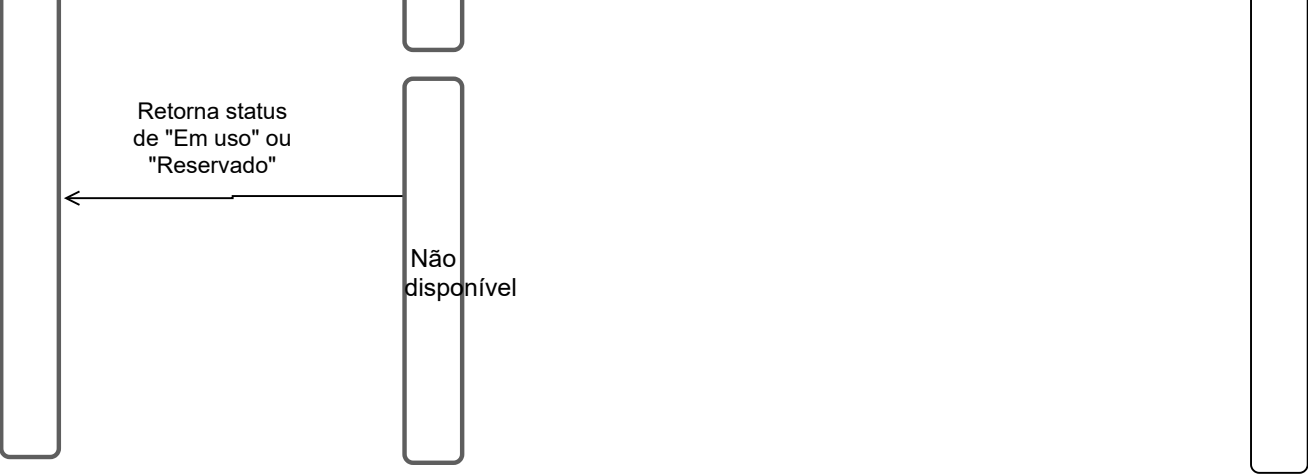 Retorna status
de "Em uso" ou
"Reservado"
Não
disponível